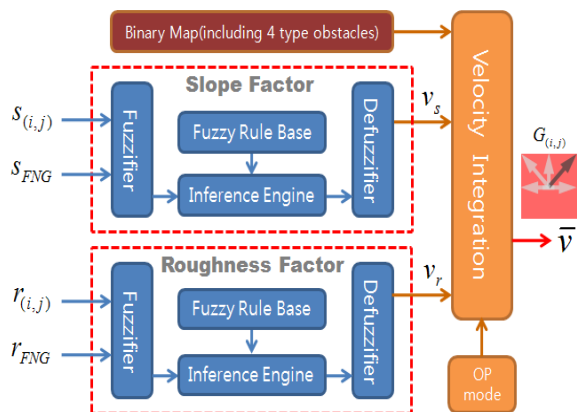 Binary Map(including 4 type obstacles)
Slope Factor
s(i,j)
sFNG
Fuzzifier
Fuzzy Rule Base
Inference Engine
Defuzzifier
vs
Roughness Factor
r(i,j)
rFNG
Fuzzifier
Fuzzy Rule Base
Inference Engine
Defuzzifier
vr
Velocity Integration
G(i,j)
v̅
OP
mode